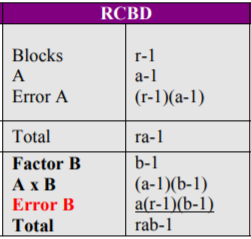 RCBD
Blocks r-1
A a-1
Error A (r-1)(a-1)
Total ra-1
Factor B b-1
A x B (a-1)(b-1)
Error B a(r-1)(b-1)
Total rab-1